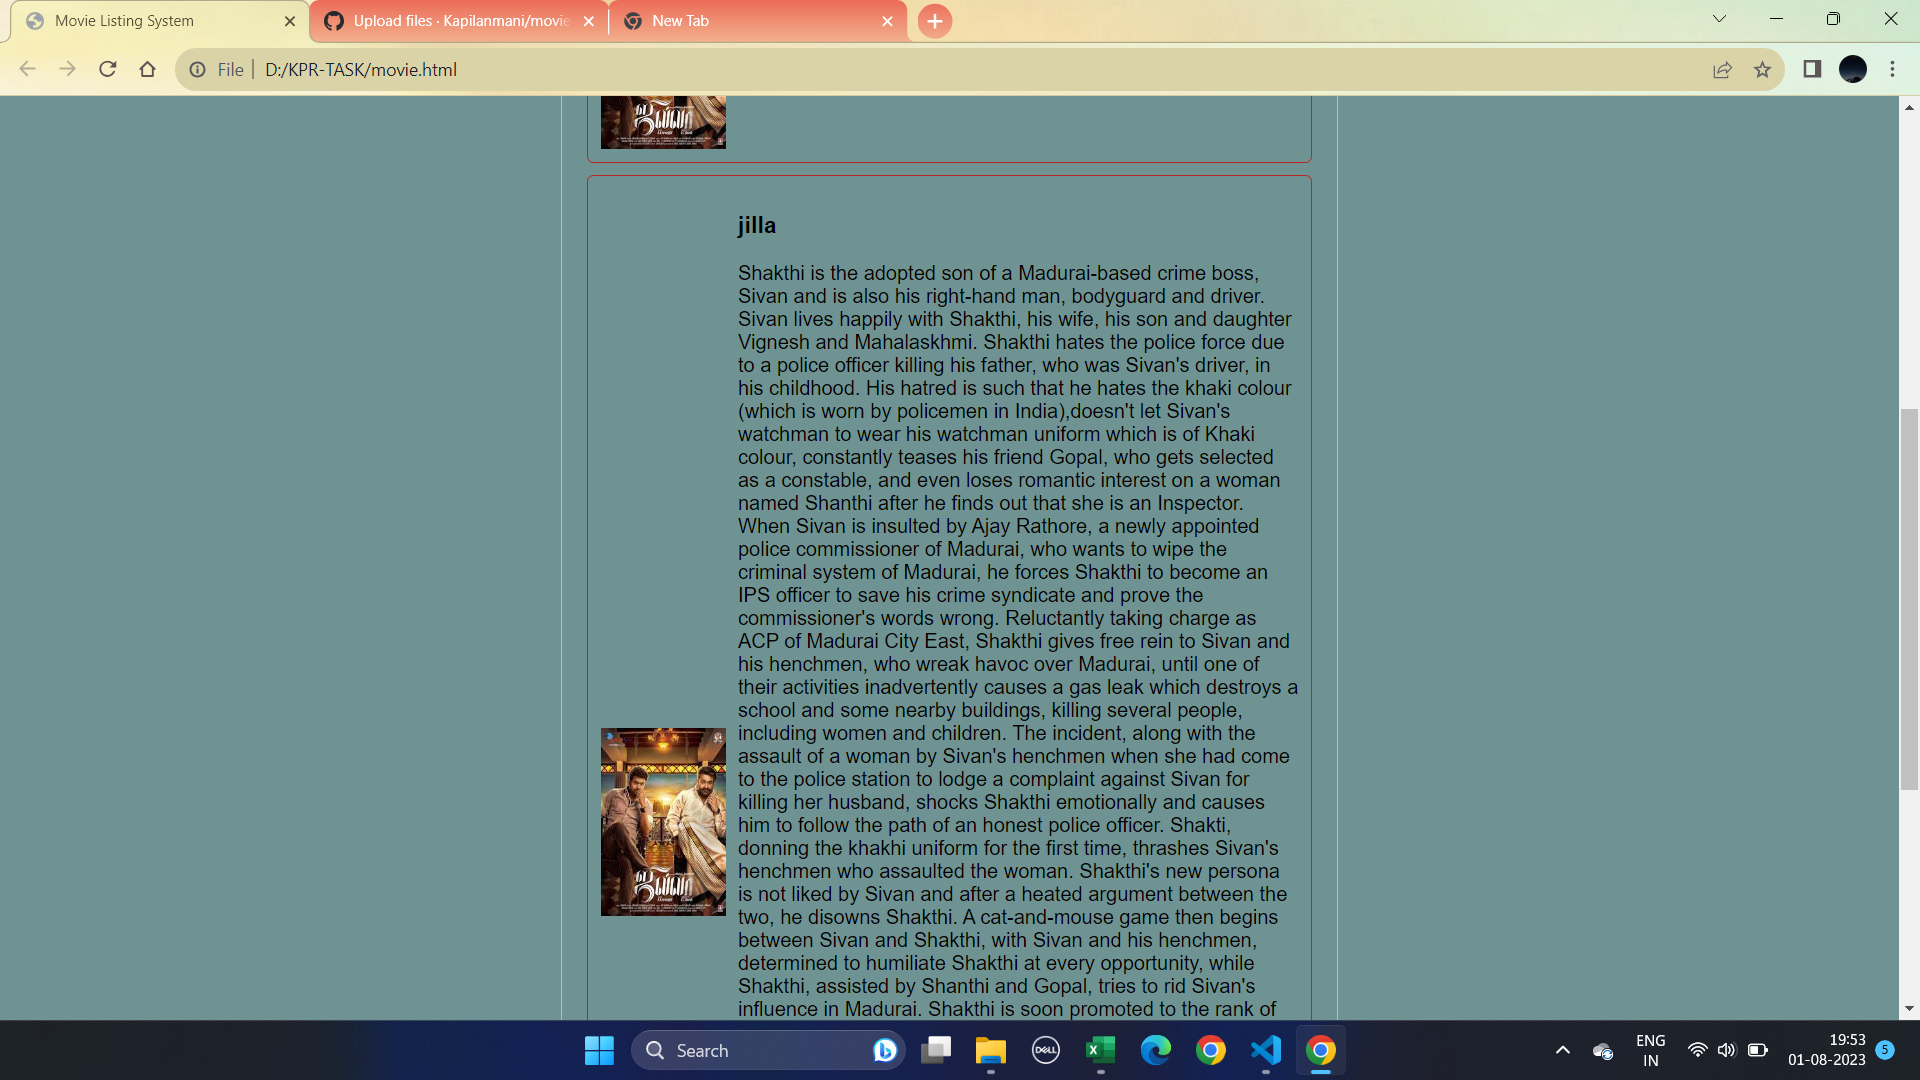 Movie Listing System
Upload files · Kapilanmani/movie
New Tab
File
D:/KPR-TASK/movie.html
ஜில்லா
jilla
Shakthi is the adopted son of a Madurai-based crime boss,
Sivan and is also his right-hand man, bodyguard and driver.
Sivan lives happily with Shakthi, his wife, his son and daughter
Vignesh and Mahalaskhmi. Shakthi hates the police force due
to a police officer killing his father, who was Sivan's driver, in
his childhood. His hatred is such that he hates the khaki colour
(which is worn by policemen in India),doesn't let Sivan's
watchman to wear his watchman uniform which is of Khaki
colour, constantly teases his friend Gopal, who gets selected
as a constable, and even loses romantic interest on a woman
named Shanthi after he finds out that she is an Inspector.
When Sivan is insulted by Ajay Rathore, a newly appointed
police commissioner of Madurai, who wants to wipe the
criminal system of Madurai, he forces Shakthi to become an
IPS officer to save his crime syndicate and prove the
commissioner's words wrong. Reluctantly taking charge as
ACP of Madurai City East, Shakthi gives free rein to Sivan and
his henchmen, who wreak havoc over Madurai, until one of
their activities inadvertently causes a gas leak which destroys a
school and some nearby buildings, killing several people,
including women and children. The incident, along with the
assault of a woman by Sivan's henchmen when she had come
to the police station to lodge a complaint against Sivan for
killing her husband, shocks Shakthi emotionally and causes
him to follow the path of an honest police officer. Shakti,
donning the khakhi uniform for the first time, thrashes Sivan's
henchmen who assaulted the woman. Shakthi's new persona
is not liked by Sivan and after a heated argument between the
two, he disowns Shakthi. A cat-and-mouse game then begins
between Sivan and Shakthi, with Sivan and his henchmen,
determined to humiliate Shakthi at every opportunity, while
Shakthi, assisted by Shanthi and Gopal, tries to rid Sivan's
influence in Madurai. Shakthi is soon promoted to the rank of
ஜில்லா
Search
DELL
ENG
IN
19:53
01-08-2023
5